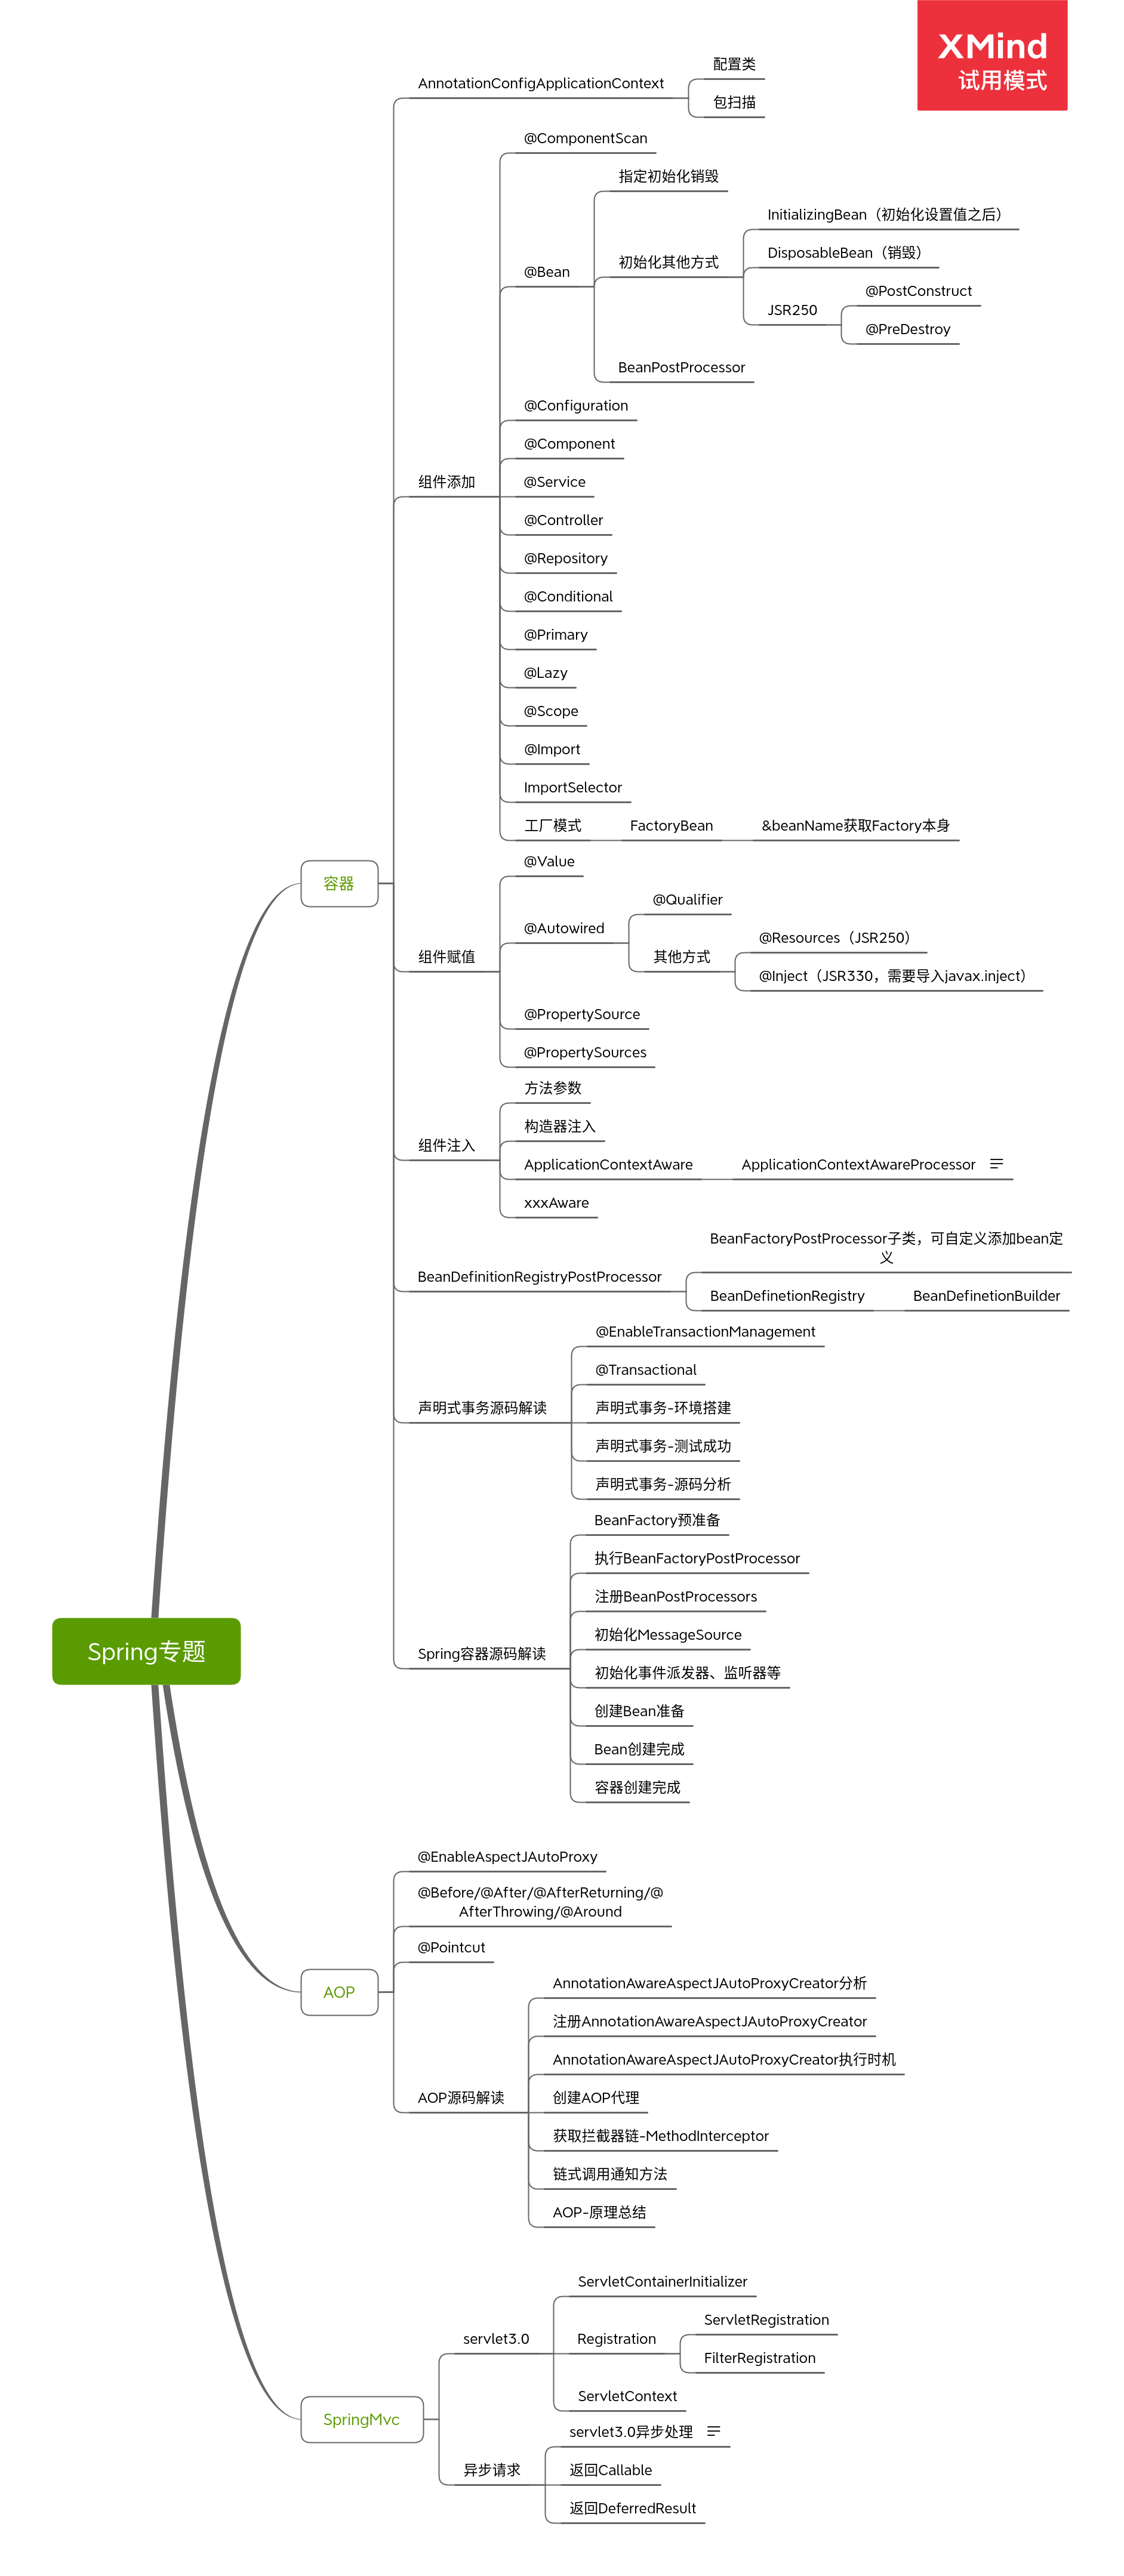 XMind
试用模式
AnnotationConfigApplicationContext
配置类
包扫描
组件添加
@ComponentScan
@Bean
指定初始化销毁
初始化其他方式
InitializingBean（初始化设置值之后）
DisposableBean（销毁）
JSR250
@PostConstruct
@PreDestroy
BeanPostProcessor
@Configuration
@Component
@Service
@Controller
@Repository
@Conditional
@Primary
@Lazy
@Scope
@Import
ImportSelector
工厂模式
FactoryBean
&beanName获取Factory本身
容器
组件赋值
@Value
@Autowired
@Qualifier
其他方式
@Resources（JSR250）
@Inject（JSR330，需要导入javax.inject）
@PropertySource
@PropertySources
组件注入
方法参数
构造器注入
ApplicationContextAware
ApplicationContextAwareProcessor
xxxAware
BeanDefinitionRegistryPostProcessor
BeanFactoryPostProcessor子类，可自定义添加bean定
义
BeanDefinetionRegistry
BeanDefinetionBuilder
声明式事务源码解读
@EnableTransactionManagement
@Transactional
声明式事务-环境搭建
声明式事务-测试成功
声明式事务-源码分析
Spring容器源码解读
BeanFactory预准备
执行BeanFactoryPostProcessor
注册BeanPostProcessors
初始化MessageSource
初始化事件派发器、监听器等
创建Bean准备
Bean创建完成
容器创建完成
Spring专题
AOP
@EnableAspectJAutoProxy
@Before/@After/@AfterReturning/@
AfterThrowing/@Around
@Pointcut
AOP源码解读
AnnotationAwareAspectJAutoProxyCreator分析
注册AnnotationAwareAspectJAutoProxyCreator
AnnotationAwareAspectJAutoProxyCreator执行时机
创建AOP代理
获取拦截器链-MethodInterceptor
链式调用通知方法
AOP-原理总结
SpringMvc
servlet3.0
ServletContainerInitializer
Registration
ServletRegistration
FilterRegistration
ServletContext
异步请求
servlet3.0异步处理
返回Callable
返回DeferredResult